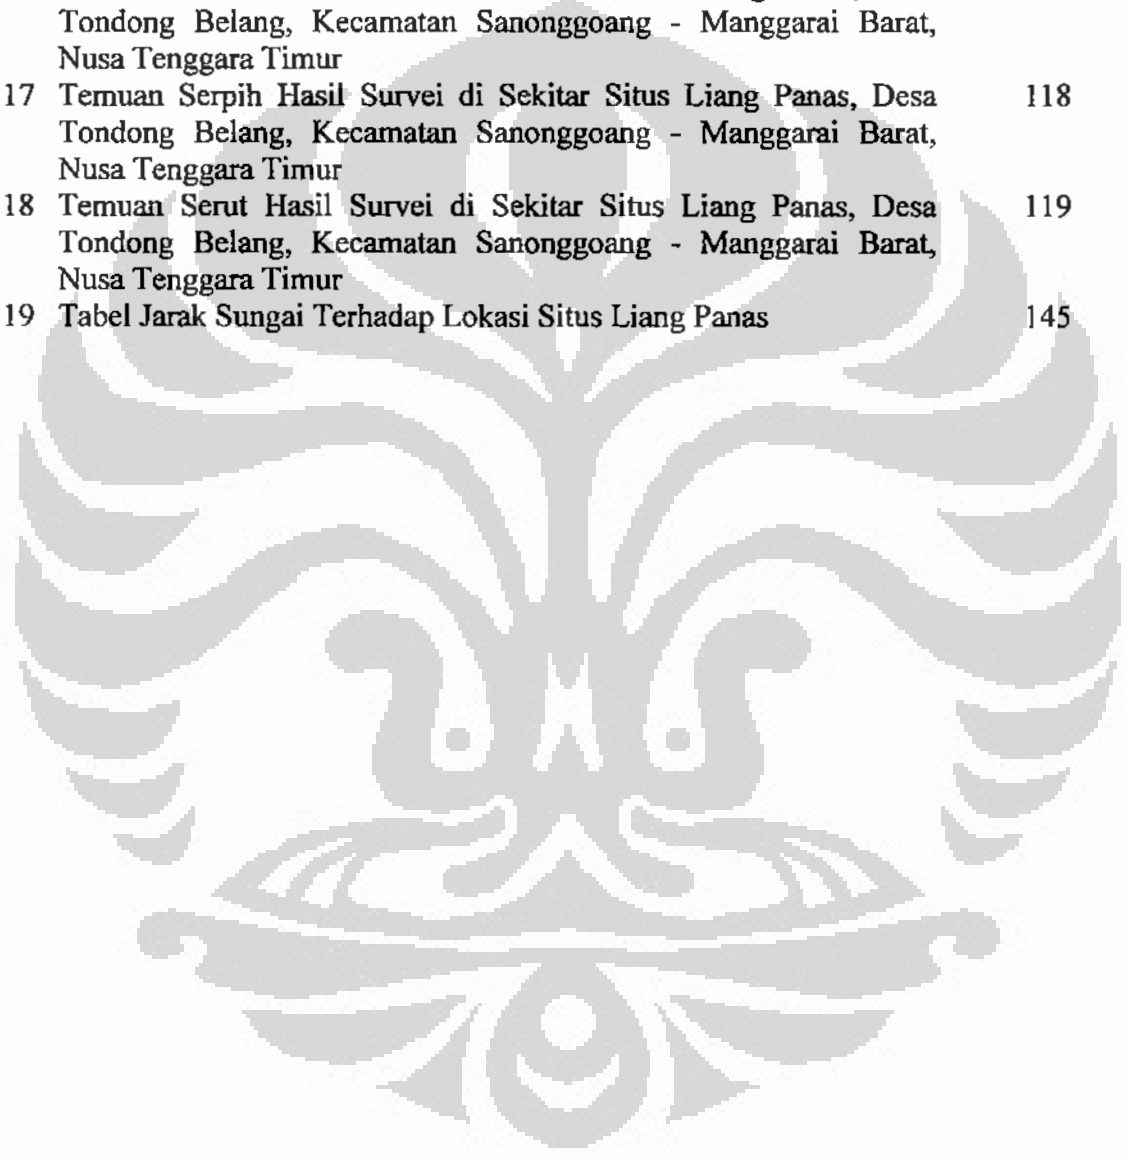 Tondong Belang, Kecamatan Sanonggoang - Manggarai Barat,
Nusa Tenggara Timur
17 Temuan Serpih Hasil Survei di Sekitar Situs Liang Panas, Desa 118
Tondong Belang, Kecamatan Sanonggoang - Manggarai Barat,
Nusa Tenggara Timur
18 Temuan Serut Hasil Survei di Sekitar Situs Liang Panas, Desa 119
Tondong Belang, Kecamatan Sanonggoang - Manggarai Barat,
Nusa Tenggara Timur
19 Tabel Jarak Sungai Terhadap Lokasi Situs Liang Panas 145